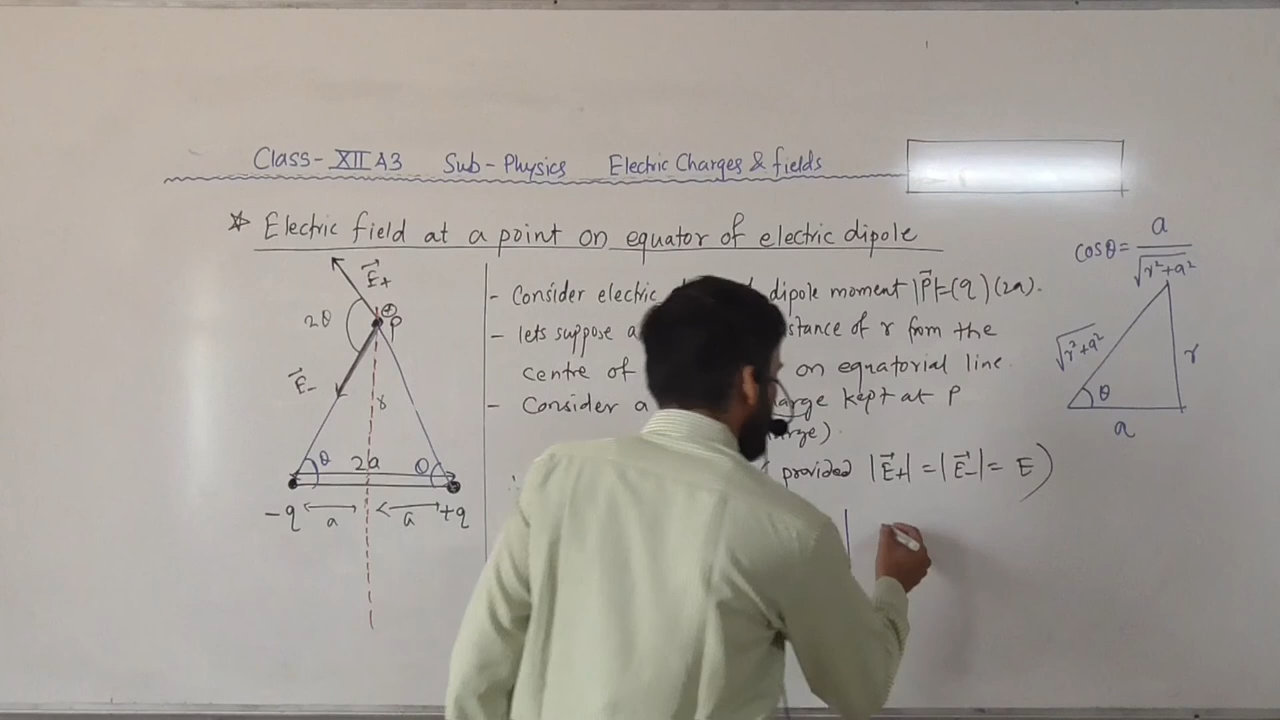 Class- XII A3 Sub- Physics Electric Charges & fields
☆ Electric field at a point on equator of electric dipole
- Consider electric dipole moment |P⃗|=(q)(2a).
- lets suppose a stance of r from the
centre of on equatorial line.
- Consider a arge kept at P
arge).
∴ provided |E⃗+| = |E⃗-| = E)
E⃗+
2θ
⊕
P
E⃗-
r
θ 2a θ
-q a a +q
cosθ = a/√r²+a²
√r²+a²
r
θ
a